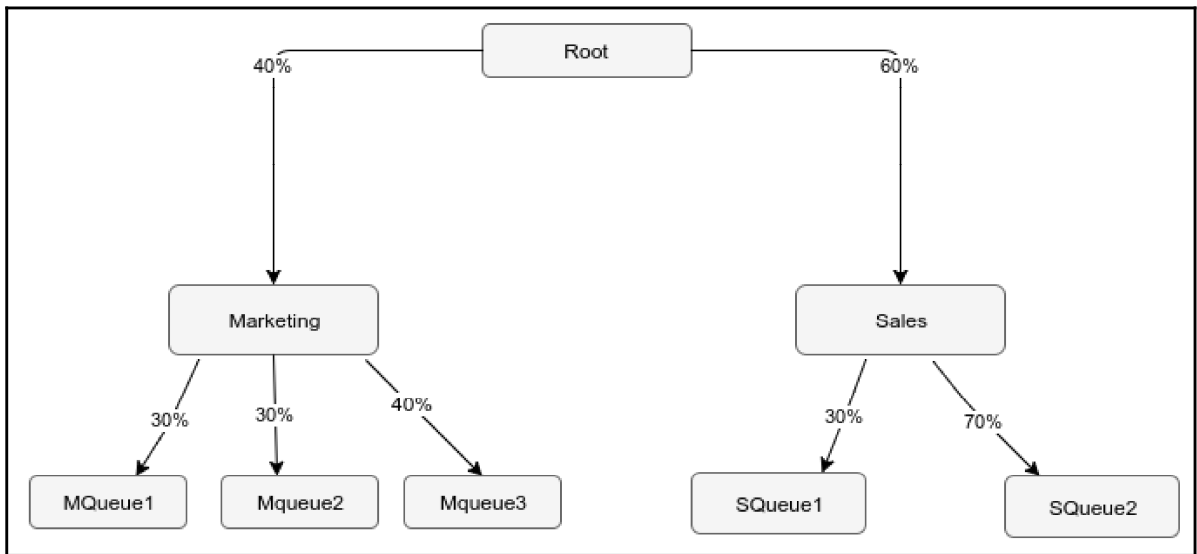 Root
40%
60%
Marketing
Sales
30%
30%
40%
30%
70%
MQueue1
Mqueue2
Mqueue3
SQueue1
SQueue2